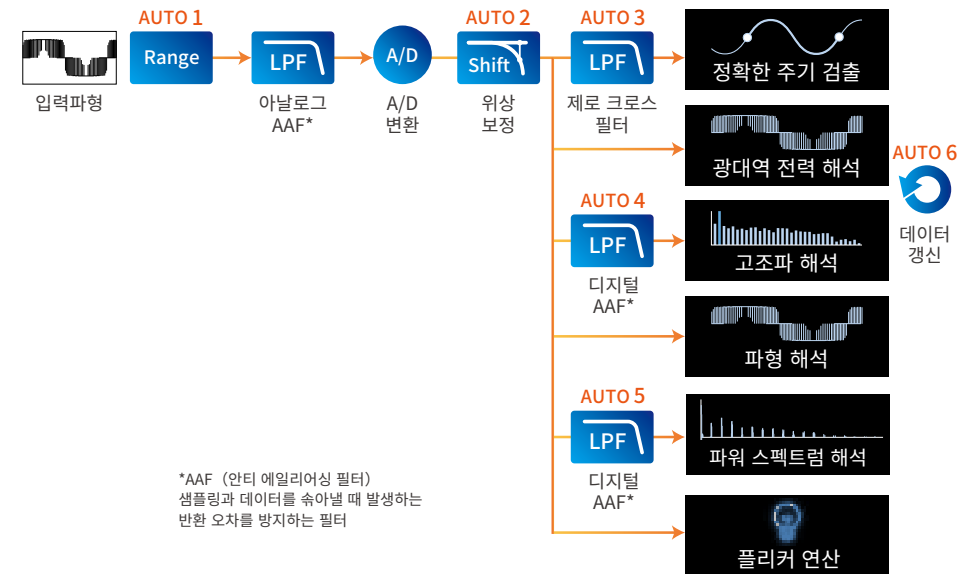 AUTO 1
Range
입력파형
LPF
아날로그
AAF*
A/D
A/D
변환
AUTO 2
Shift
위상
보정
AUTO 3
LPF
제로 크로스
필터
정확한 주기 검출
광대역 전력 해석
AUTO 4
LPF
디지털
AAF*
고조파 해석
파형 해석
AUTO 5
LPF
디지털
AAF*
파워 스펙트럼 해석
플리커 연산
AUTO 6
데이터
갱신
*AAF (안티 에일리어싱 필터)
샘플링과 데이터를 솎아낼 때 발생하는
반환 오차를 방지하는 필터